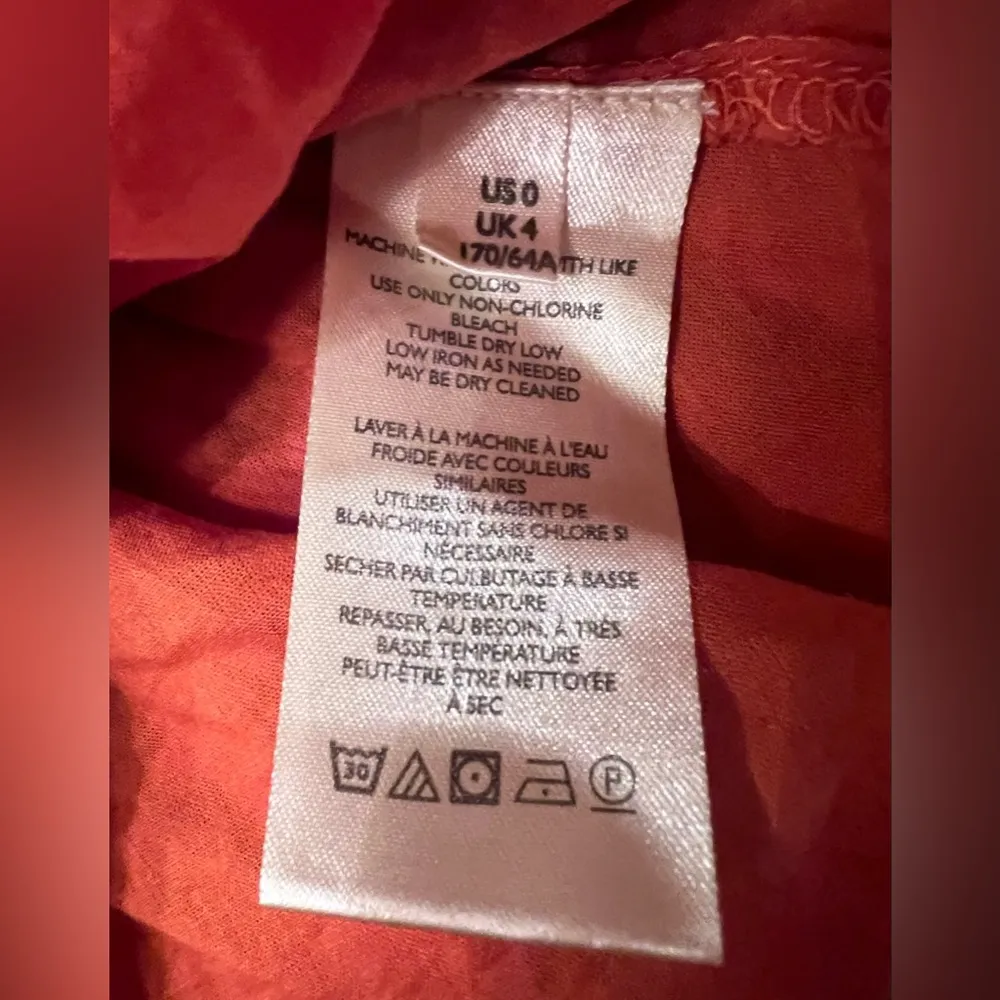 US 0
UK 4
170/64A
MACHINE ITH LIKE
COLORS
USE ONLY NON-CHLORINE
BLEACH
TUMBLE DRY LOW
LOW IRON AS NEEDED
MAY BE DRY CLEANED
LAVER À LA MACHINE À L'EAU
FROIDE AVEC COULEURS
SIMILAIRES
UTILISER UN AGENT DE
BLANCHIMENT SANS CHLORE SI
NÉCESSAIRE
SECHER PAR CULBUTAGE À BASSE
TEMPERATURE
REPASSER, AU BESOIN, À TRÈS
BASSE TEMPERATURE
PEUT-ÊTRE ÊTRE NETTOYEE
À SEC
30 P